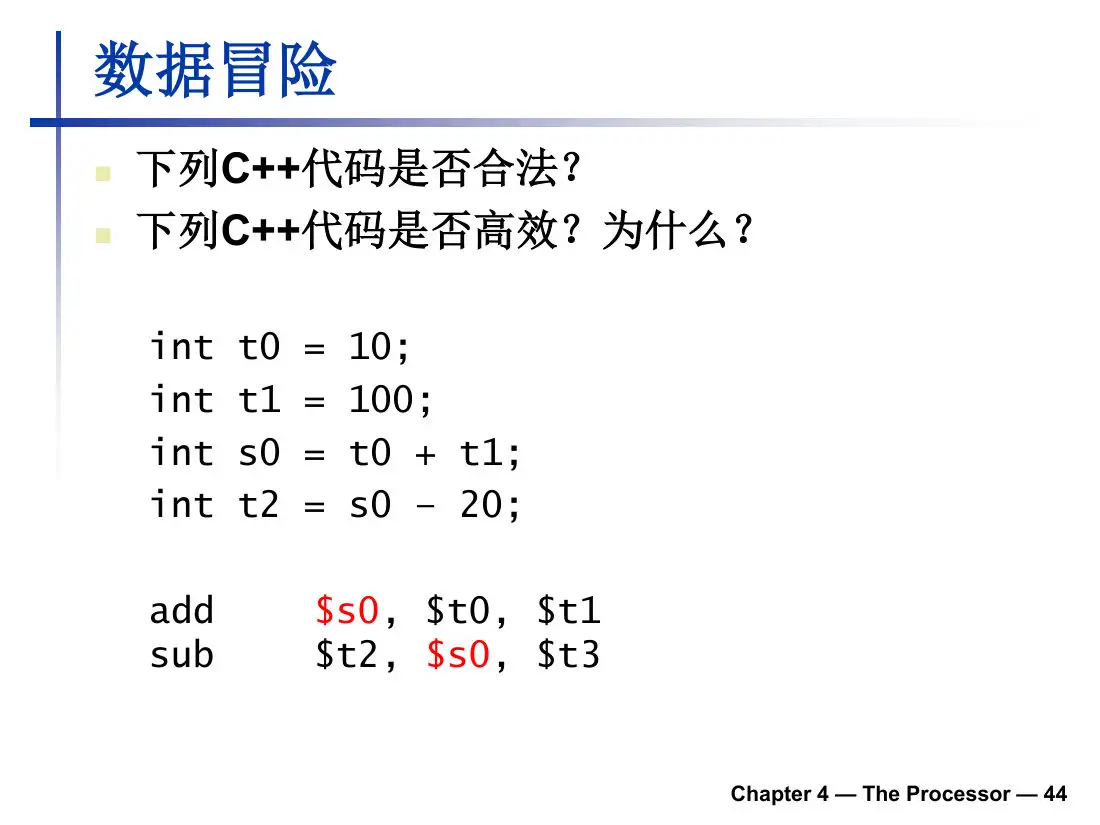 数据冒险
下列C++代码是否合法？
下列C++代码是否高效？为什么？
int t0 = 10;
int t1 = 100;
int s0 = t0 + t1;
int t2 = s0 – 20;
add $s0, $t0, $t1
sub $t2, $s0, $t3
Chapter 4 — The Processor — 44